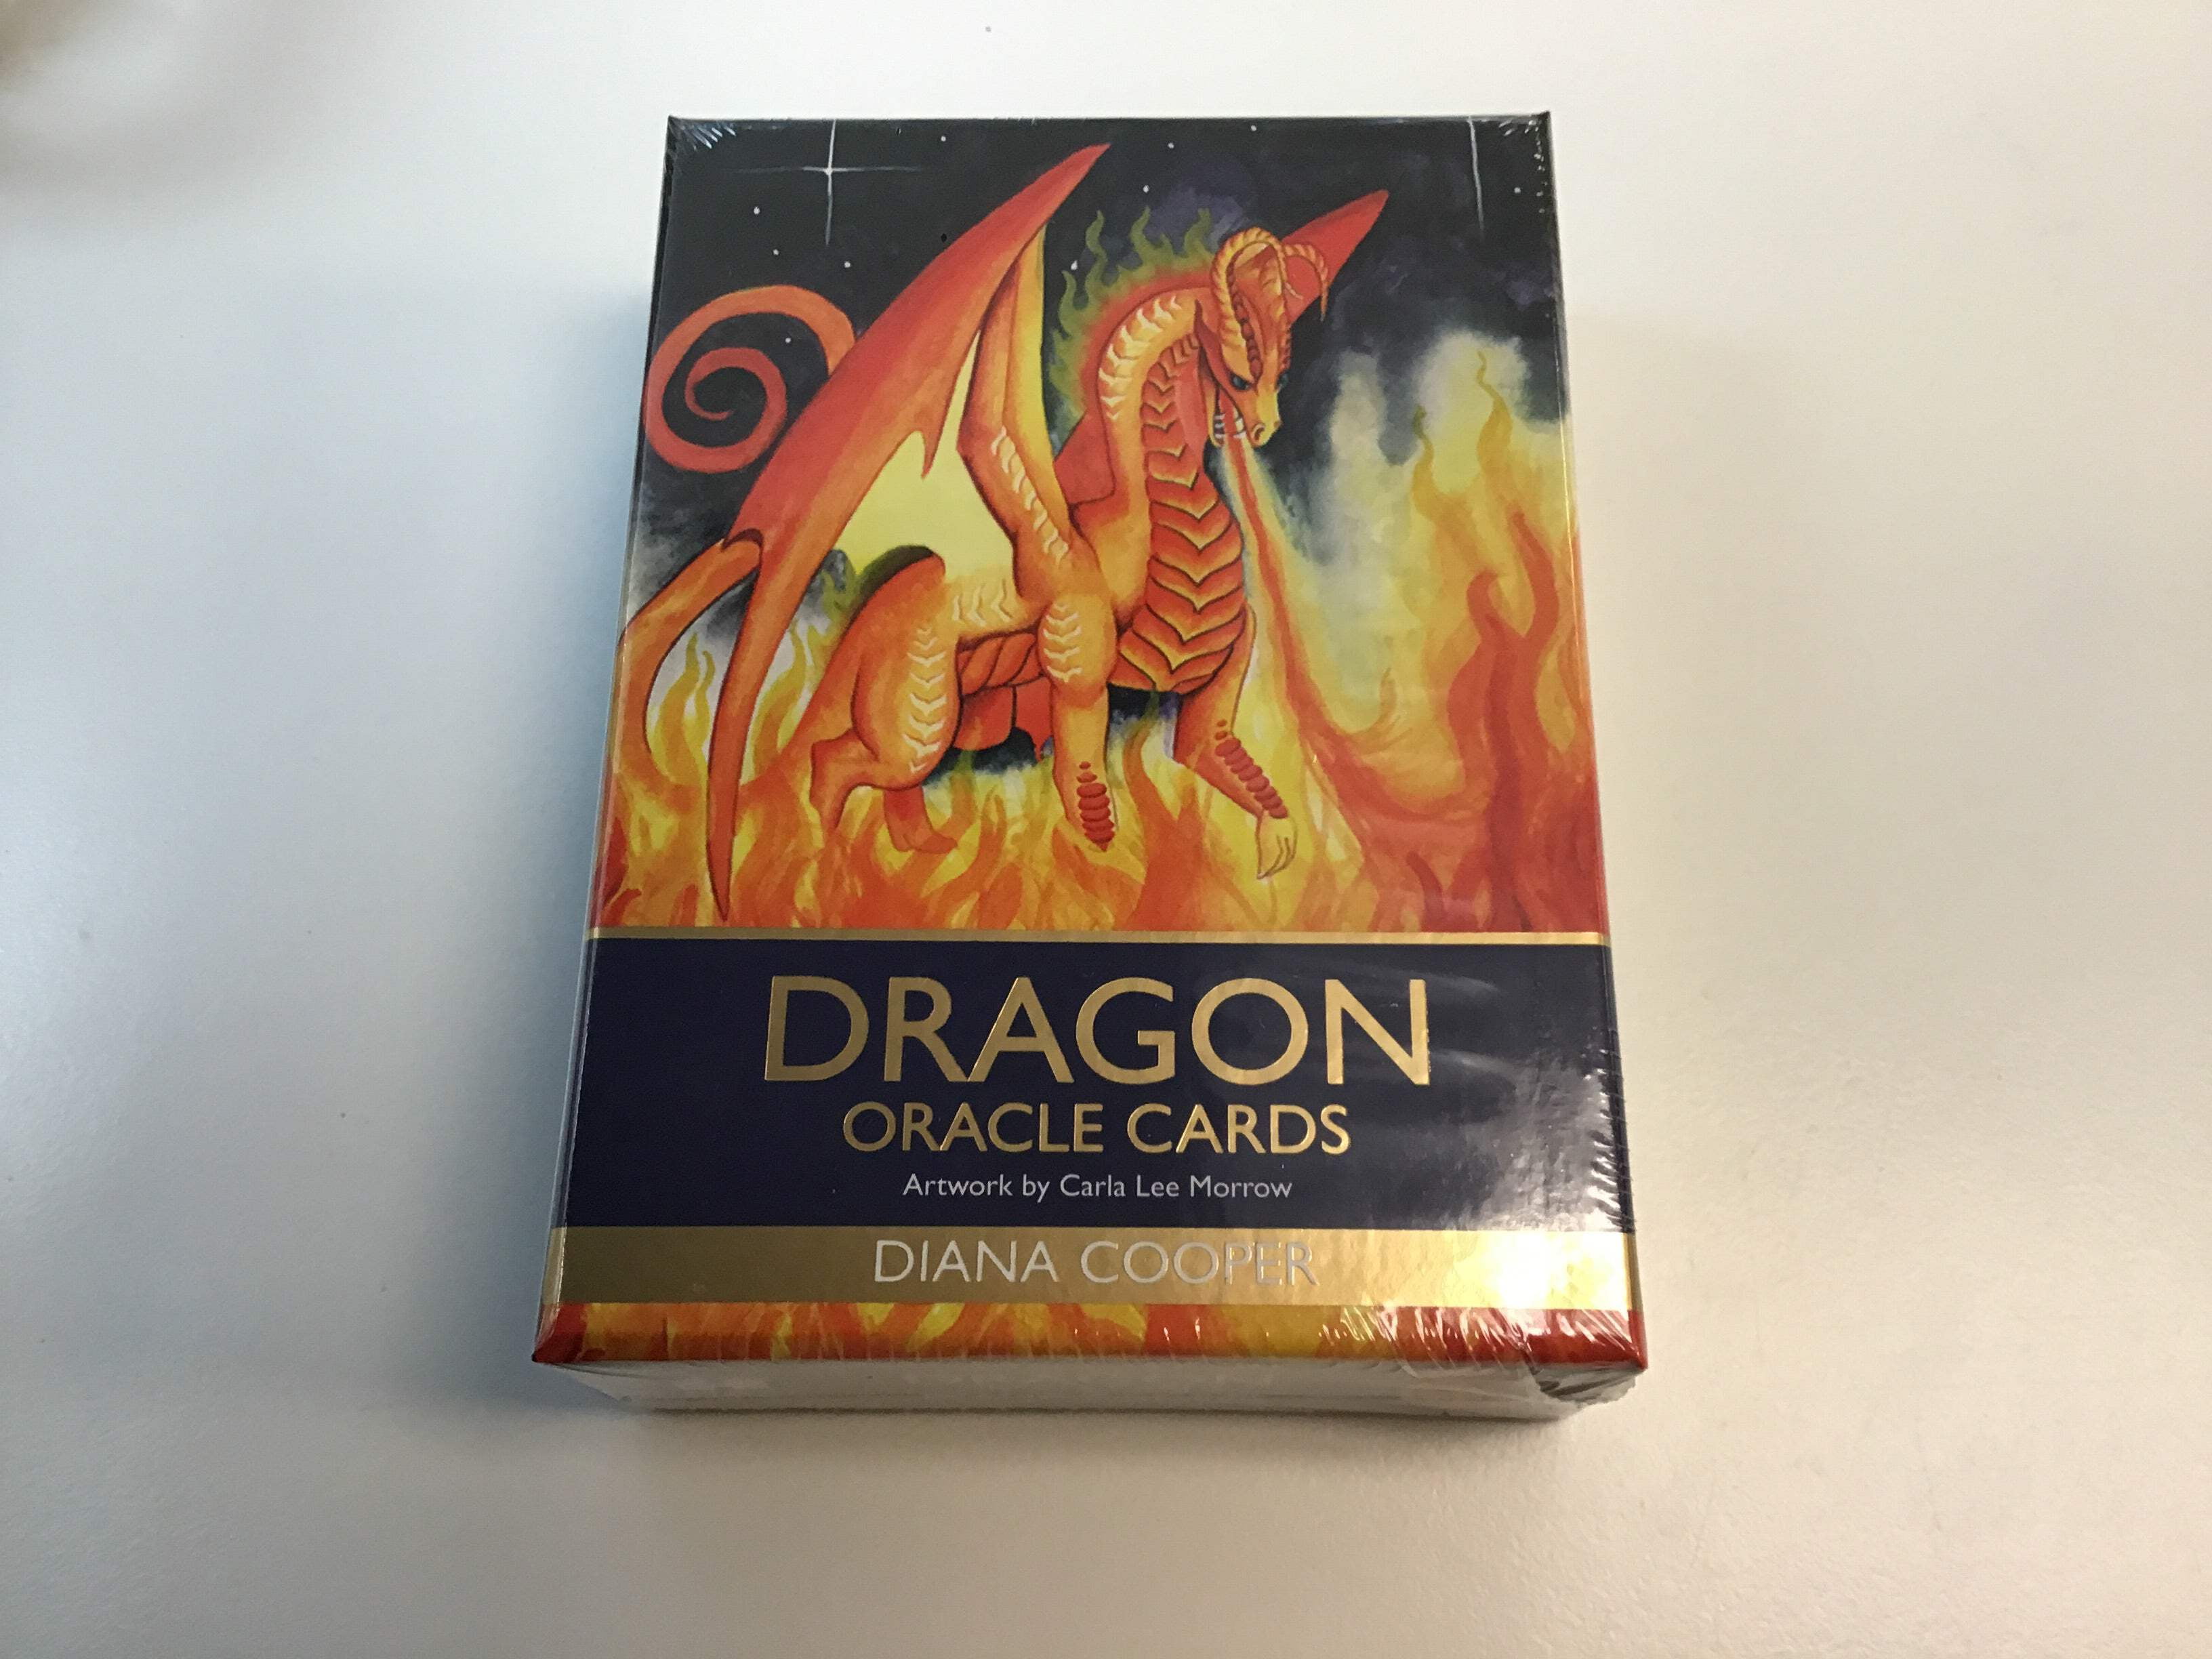 DRAGON
ORACLE CARDS
Artwork by Carla Lee Morrow
DIANA COOPER